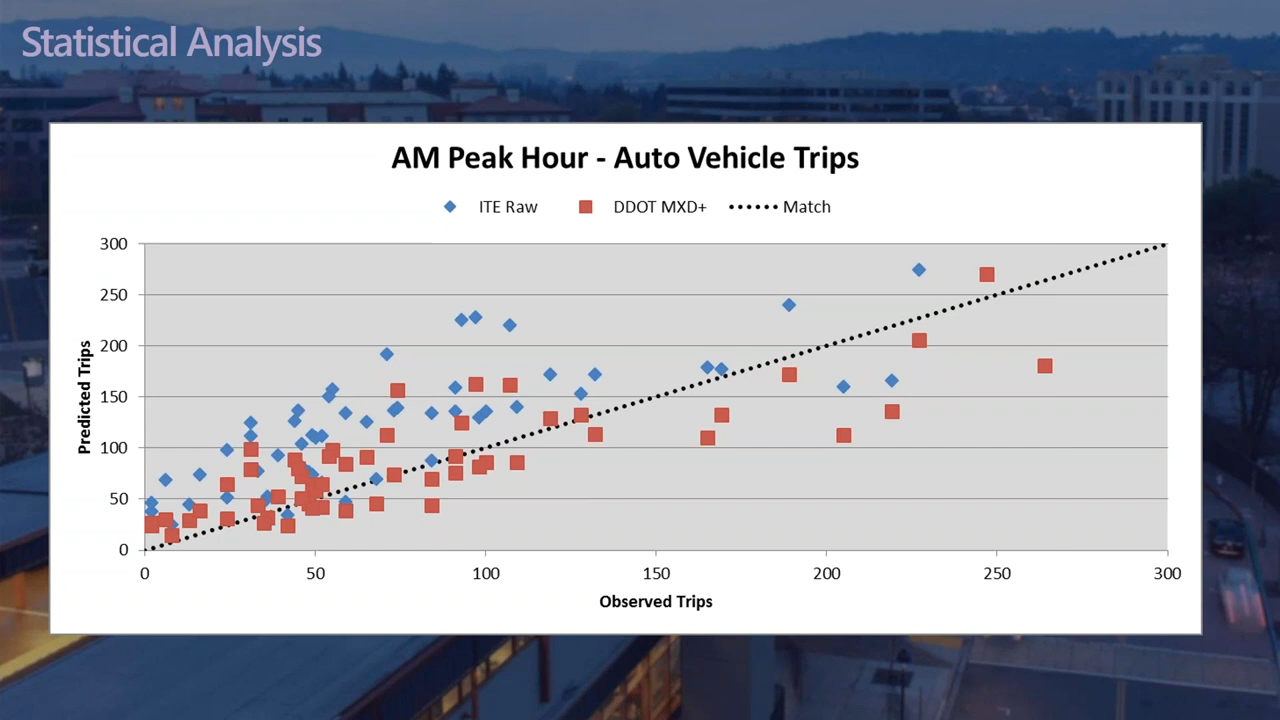 Statistical Analysis
AM Peak Hour - Auto Vehicle Trips
ITE Raw DDOT MXD+ Match
300
250
200
150
100
50
0
Predicted Trips
0 50 100 150 200 250 300
Observed Trips